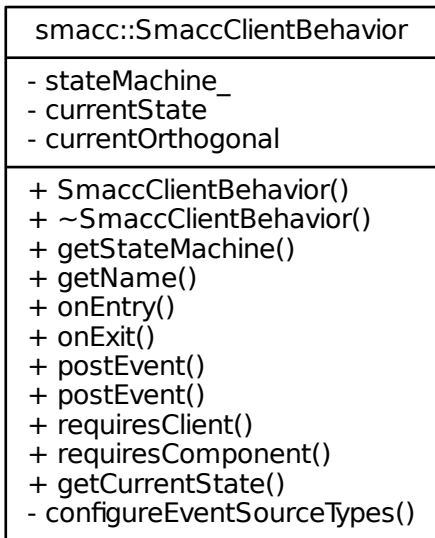 smacc::SmaccClientBehavior
- stateMachine_
- currentState
- currentOrthogonal
+ SmaccClientBehavior()
+ ~SmaccClientBehavior()
+ getStateMachine()
+ getName()
+ onEntry()
+ onExit()
+ postEvent()
+ postEvent()
+ requiresClient()
+ requiresComponent()
+ getCurrentState()
- configureEventSourceTypes()